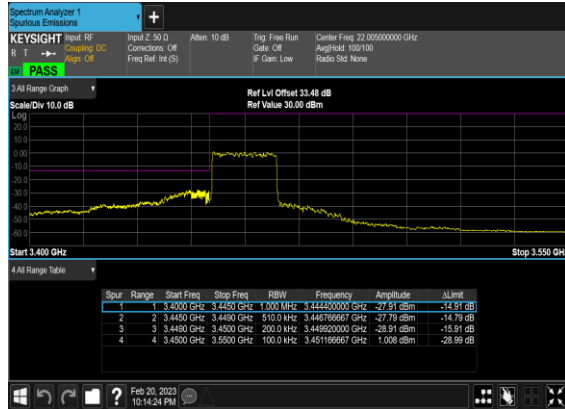 Spectrum Analyzer 1
Spurious Emissions
+
KEYSIGHT Input: RF Input Z: 50 Ω Atten: 10 dB Trig: Free Run Center Freq: 22.005000000 GHz
R T Coupling: DC Corrections: Off Gate: Off Avg|Hold: 100/100
Align: Off Freq Ref: Int (S) IF Gain: Low Radio Std: None
PASS
3 All Range Graph
Ref Lvl Offset 33.48 dB
Scale/Div 10.0 dB Ref Value 30.00 dBm
Log
20.0
10.0
0.00
-10.0
-20.0
-30.0
-40.0
-50.0
-60.0
Start 3.400 GHz Stop 3.550 GHz
4 All Range Table
Spur Range Start Freq Stop Freq RBW Frequency Amplitude ΔLimit
1 1 3.4000 GHz 3.4450 GHz 1.000 MHz 3.444400000 GHz -27.91 dBm -14.91 dB
2 2 3.4450 GHz 3.4490 GHz 510.0 kHz 3.446766667 GHz -27.79 dBm -14.79 dB
3 3 3.4490 GHz 3.4500 GHz 200.0 kHz 3.449920000 GHz -28.91 dBm -15.91 dB
4 4 3.4500 GHz 3.5500 GHz 100.0 kHz 3.451166667 GHz 1.008 dBm -28.99 dB
? Feb 20, 2023
10:14:24 PM